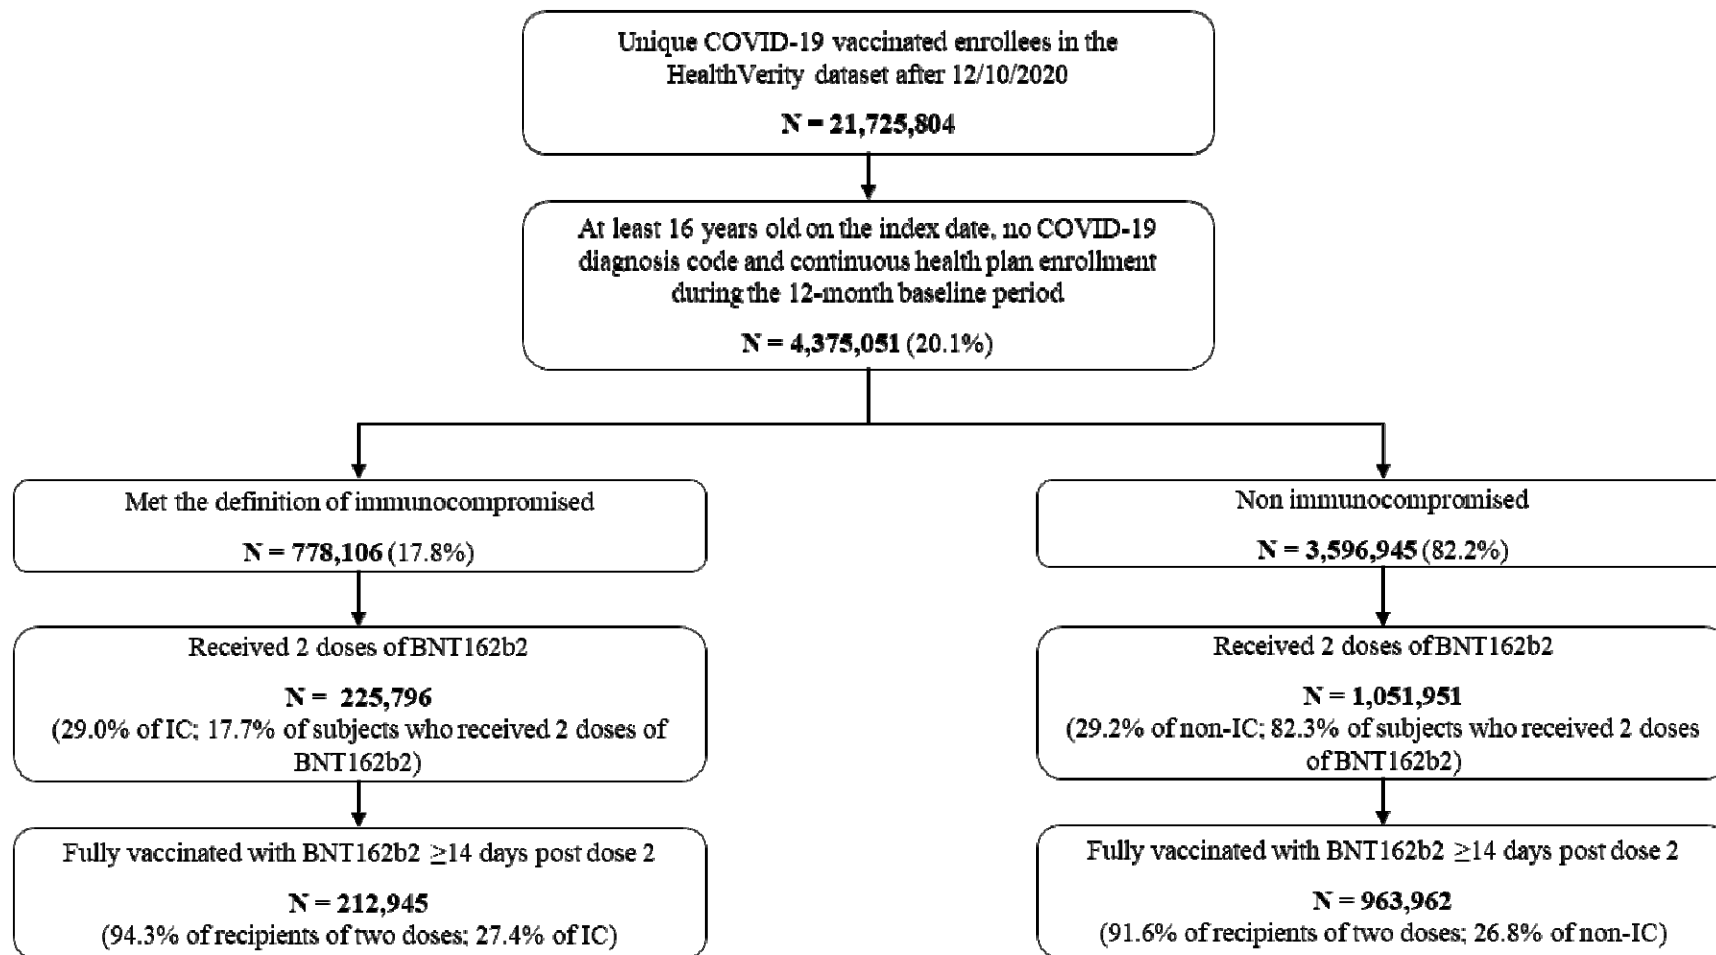 Unique COVID-19 vaccinated enrollees in the
HealthVerity dataset after 12/10/2020
N = 21,725,804
At least 16 years old on the index date, no COVID-19
diagnosis code and continuous health plan enrollment
during the 12-month baseline period
N = 4,375,051 (20.1%)
Met the definition of immunocompromised
N = 778,106 (17.8%)
Received 2 doses of BNT162b2
N = 225,796
(29.0% of IC; 17.7% of subjects who received 2 doses of
BNT162b2)
Fully vaccinated with BNT162b2 ≥14 days post dose 2
N = 212,945
(94.3% of recipients of two doses; 27.4% of IC)
Non immunocompromised
N = 3,596,945 (82.2%)
Received 2 doses of BNT162b2
N = 1,051,951
(29.2% of non-IC; 82.3% of subjects who received 2 doses
of BNT162b2)
Fully vaccinated with BNT162b2 ≥14 days post dose 2
N = 963,962
(91.6% of recipients of two doses; 26.8% of non-IC)